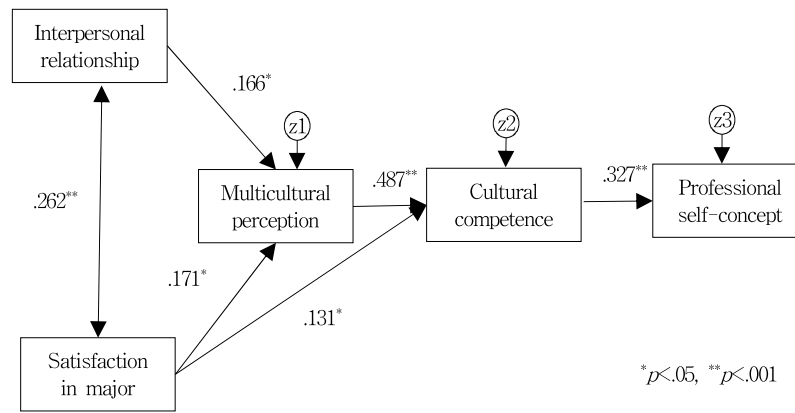 Interpersonal
relationship
.166*
z1
z2
z3
.262**
Multicultural
perception
.487**
Cultural
competence
.327**
Professional
self-concept
.171*
.131*
Satisfaction
in major
*p<.05, **p<.001